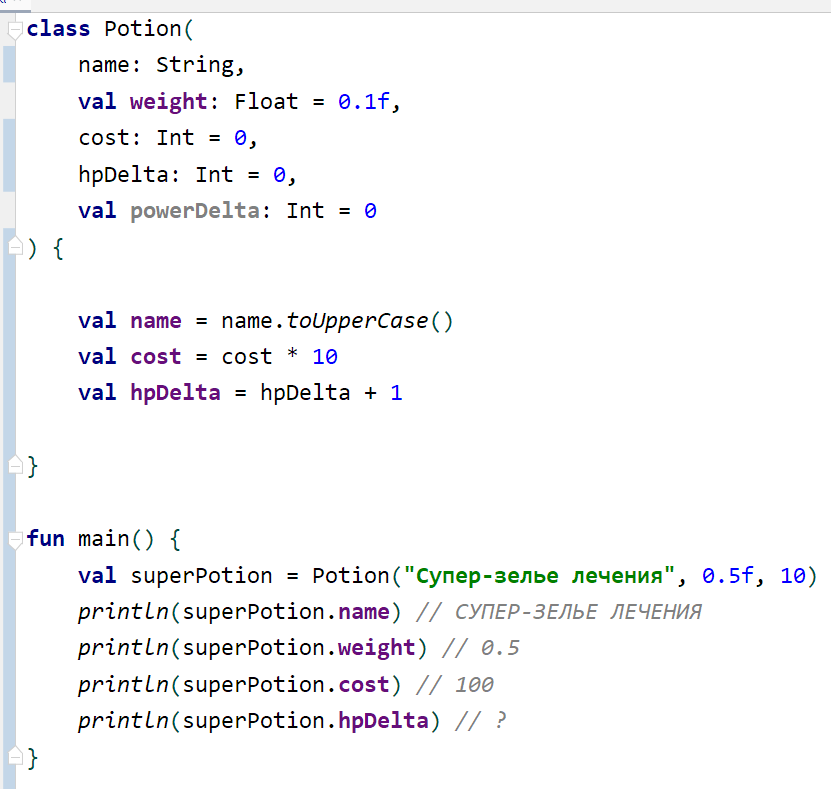 class Potion(
    name: String,
    val weight: Float = 0.1f,
    cost: Int = 0,
    hpDelta: Int = 0,
    val powerDelta: Int = 0
) {
    val name = name.toUpperCase()
    val cost = cost * 10
    val hpDelta = hpDelta + 1
}
fun main() {
    val superPotion = Potion("Супер-зелье лечения", 0.5f, 10)
    println(superPotion.name) // СУПЕР-ЗЕЛЬЕ ЛЕЧЕНИЯ
    println(superPotion.weight) // 0.5
    println(superPotion.cost) // 100
    println(superPotion.hpDelta) // ?
}